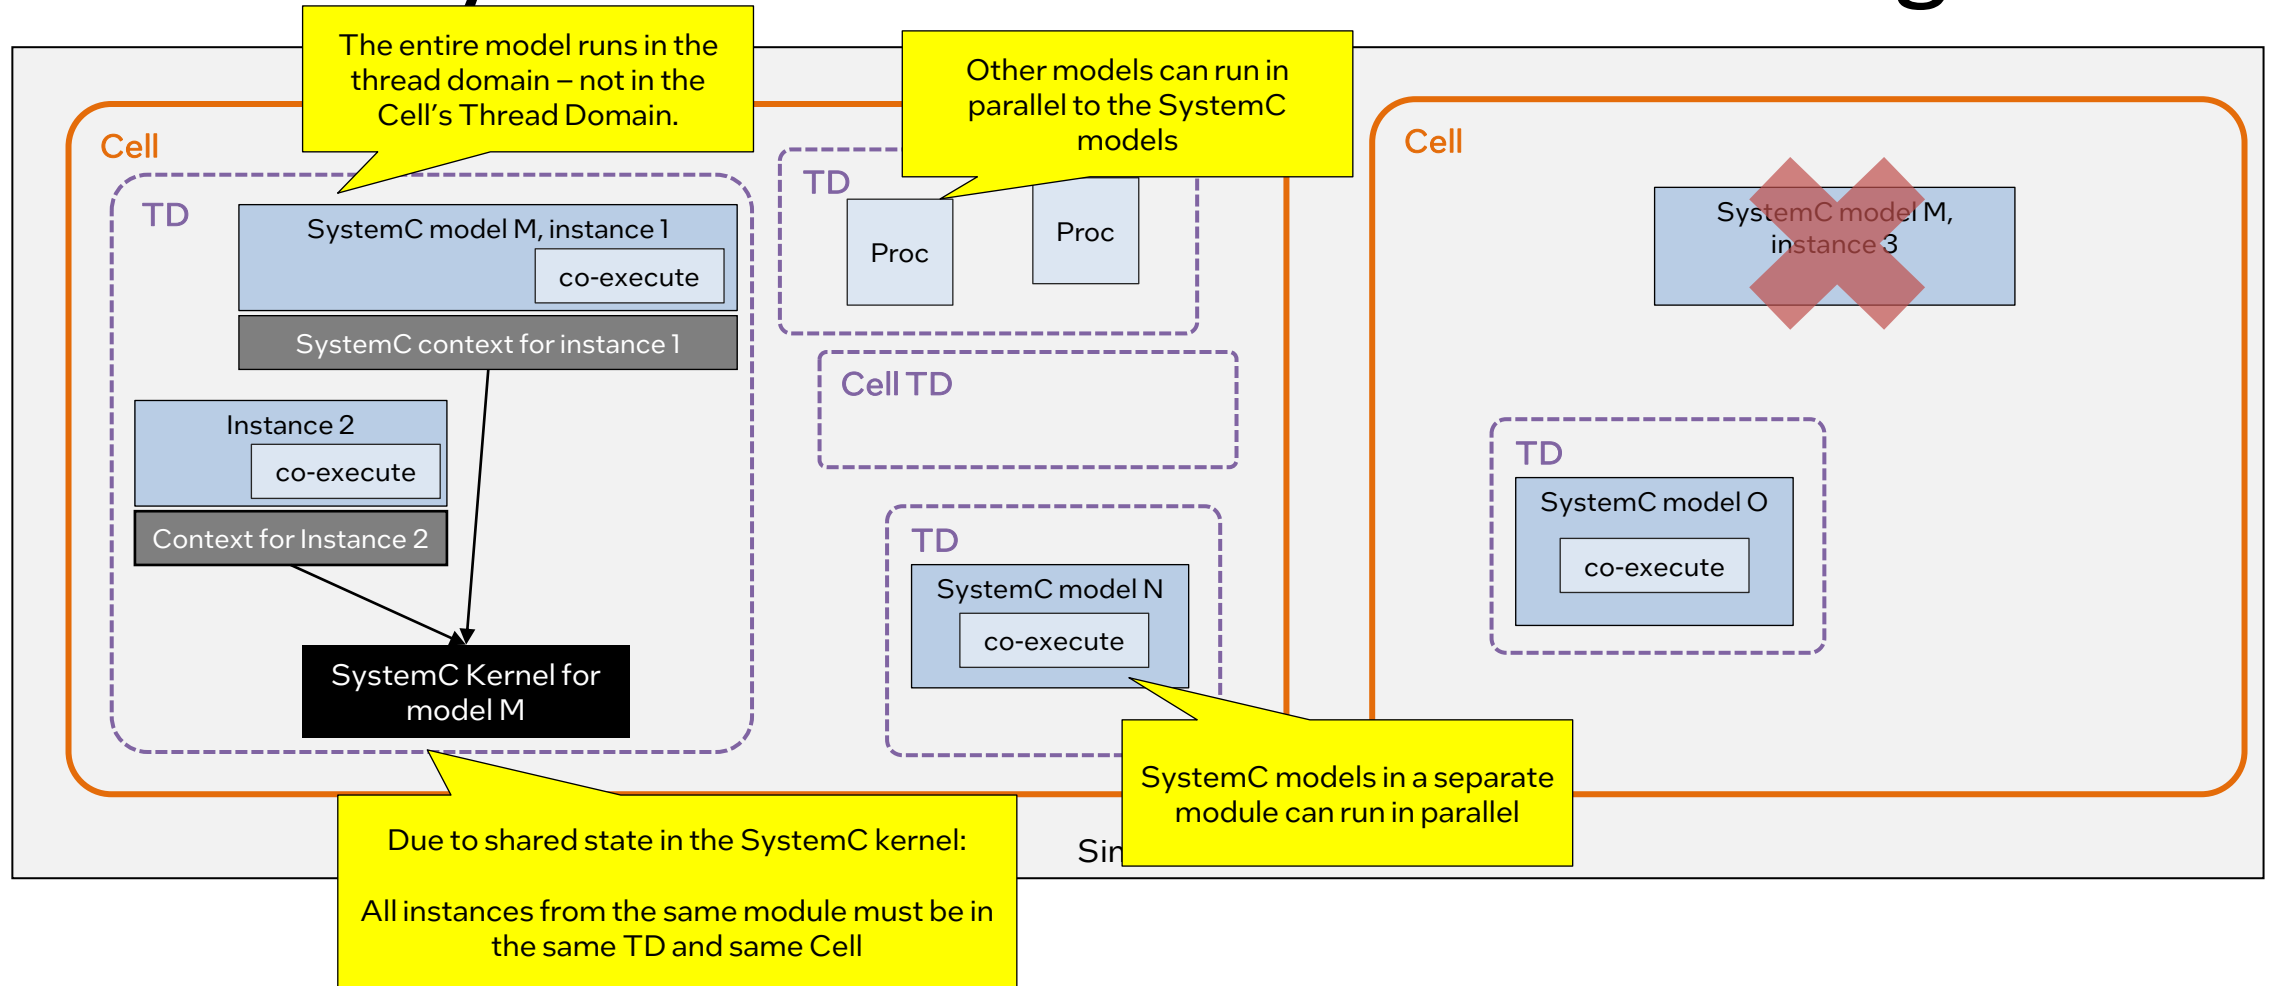 The entire model runs in the
thread domain – not in the
Cell's Thread Domain.
Other models can run in
parallel to the SystemC
models
Cell
TD
SystemC model M, instance 1
co-execute
SystemC context for instance 1
Instance 2
co-execute
Context for Instance 2
SystemC Kernel for
model M
TD
Proc
Proc
Cell TD
TD
SystemC model N
co-execute
Cell
SystemC model M,
instance 3
TD
SystemC model O
co-execute
SystemC models in a separate
module can run in parallel
Due to shared state in the SystemC kernel:
All instances from the same module must be in
the same TD and same Cell